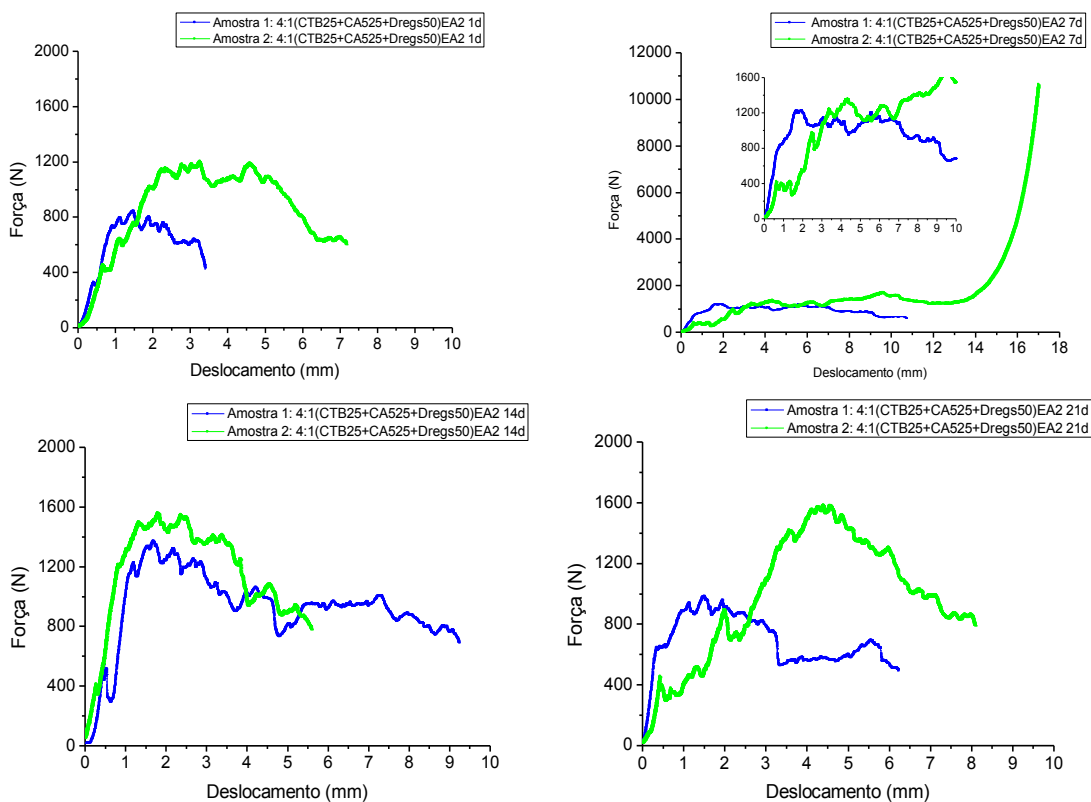 Amostra 1: 4:1(CTB25+CA525+Dregs50)EA2 1d
Amostra 2: 4:1(CTB25+CA525+Dregs50)EA2 1d
2000
1600
1200
800
400
0
Força (N)
0 1 2 3 4 5 6 7 8 9 10
Deslocamento (mm)
Amostra 1: 4:1(CTB25+CA525+Dregs50)EA2 7d
Amostra 2: 4:1(CTB25+CA525+Dregs50)EA2 7d
12000
10000
8000
6000
4000
2000
0
Força (N)
1600
1200
800
400
0
0 1 2 3 4 5 6 7 8 9 10
0 2 4 6 8 10 12 14 16 18
Deslocamento (mm)
Amostra 1: 4:1(CTB25+CA525+Dregs50)EA2 14d
Amostra 2: 4:1(CTB25+CA525+Dregs50)EA2 14d
2000
1600
1200
800
400
0
Força (N)
0 1 2 3 4 5 6 7 8 9 10
Deslocamento (mm)
Amostra 1: 4:1(CTB25+CA525+Dregs50)EA2 21d
Amostra 2: 4:1(CTB25+CA525+Dregs50)EA2 21d
2000
1600
1200
800
400
0
Força (N)
0 1 2 3 4 5 6 7 8 9 10
Deslocamento (mm)